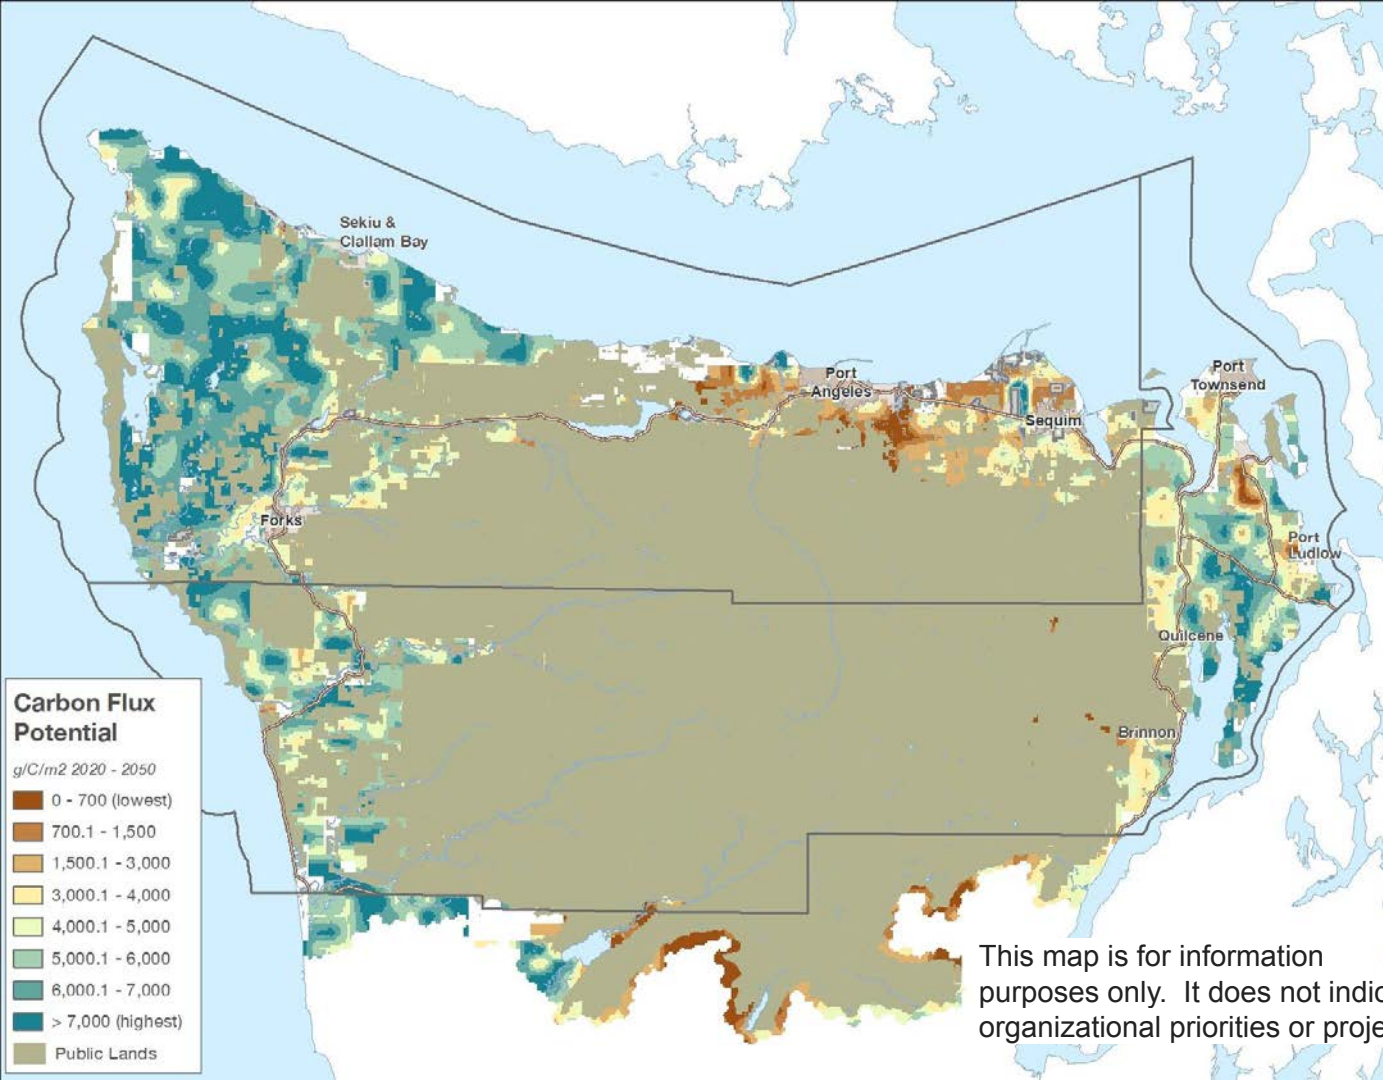 Sekiu &
Clallam Bay
Port
Angeles
Sequim
Port
Townsend
Forks
Port
Ludlow
Quilcene
Brinnon
Carbon Flux
Potential
g/C/m2 2020 - 2050
0 - 700 (lowest)
700.1 - 1,500
1,500.1 - 3,000
3,000.1 - 4,000
4,000.1 - 5,000
5,000.1 - 6,000
6,000.1 - 7,000
> 7,000 (highest)
Public Lands
This map is for information
purposes only. It does not indic
organizational priorities or proje